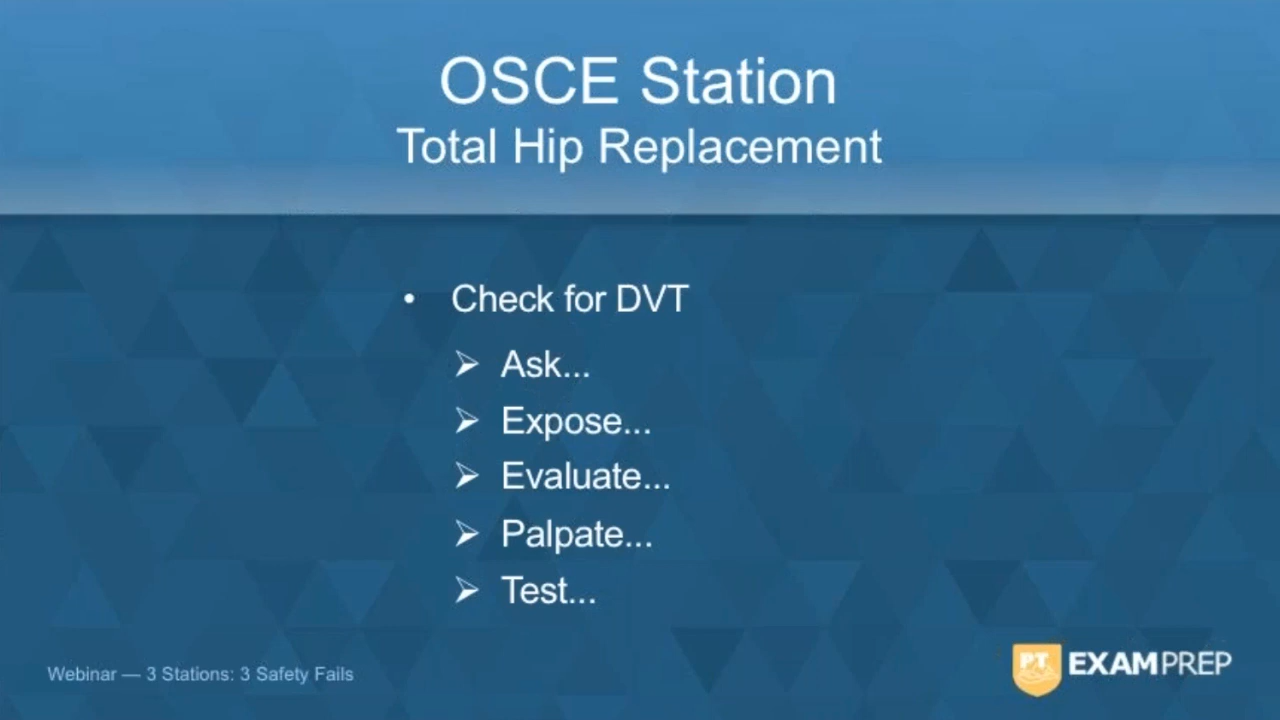 OSCE Station
Total Hip Replacement
• Check for DVT
➢ Ask...
➢ Expose...
➢ Evaluate...
➢ Palpate...
➢ Test...
Webinar — 3 Stations: 3 Safety Fails
PT EXAMPREP